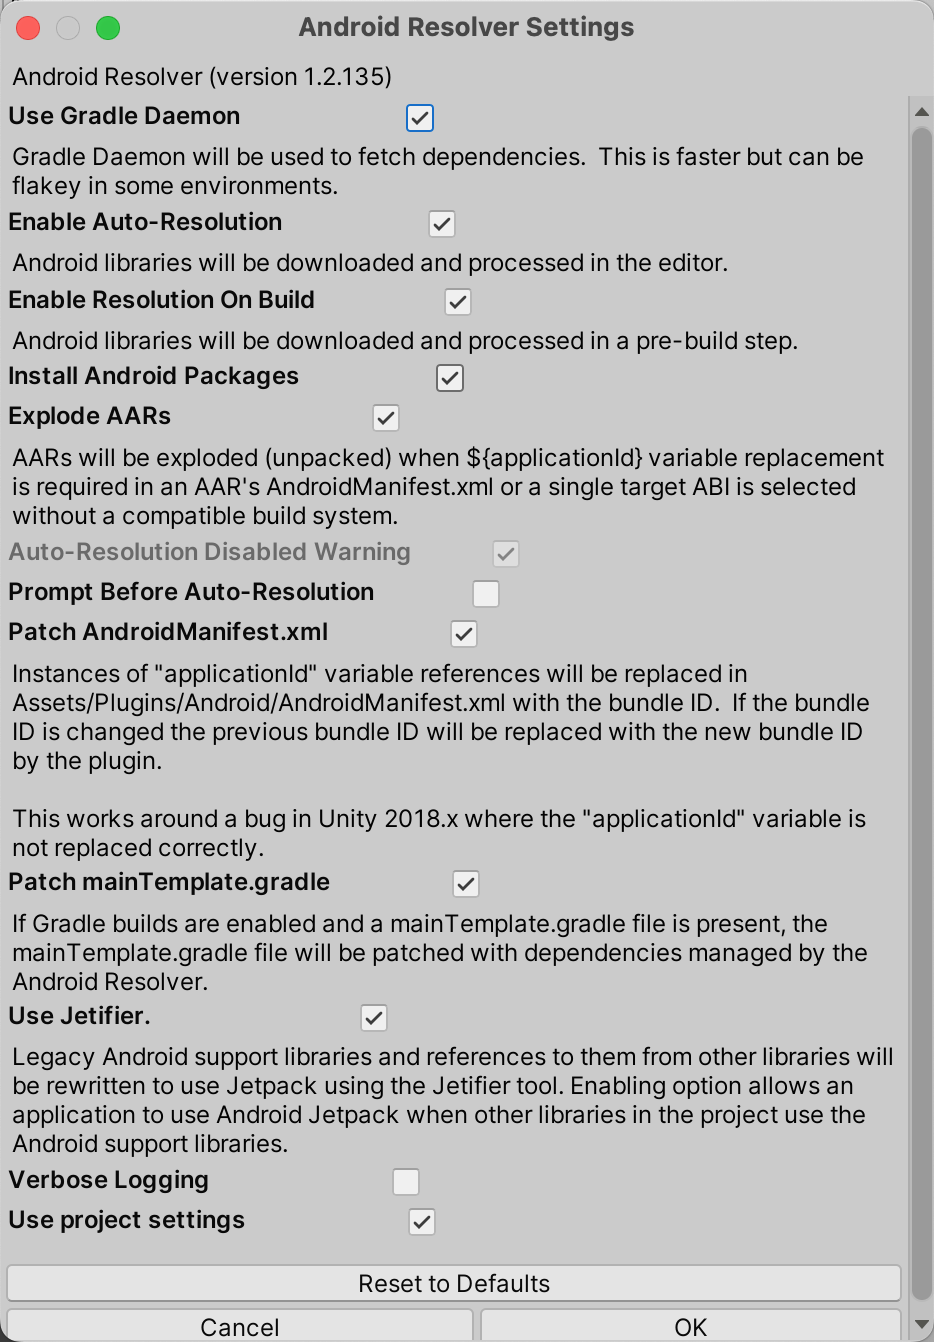 Android Resolver Settings
Android Resolver (version 1.2.135)
Use Gradle Daemon
Gradle Daemon will be used to fetch dependencies.  This is faster but can be
flakey in some environments.
Enable Auto-Resolution
Android libraries will be downloaded and processed in the editor.
Enable Resolution On Build
Android libraries will be downloaded and processed in a pre-build step.
Install Android Packages
Explode AARs
AARs will be exploded (unpacked) when ${applicationId} variable replacement
is required in an AAR's AndroidManifest.xml or a single target ABI is selected
without a compatible build system.
Auto-Resolution Disabled Warning
Prompt Before Auto-Resolution
Patch AndroidManifest.xml
Instances of "applicationId" variable references will be replaced in
Assets/Plugins/Android/AndroidManifest.xml with the bundle ID.  If the bundle
ID is changed the previous bundle ID will be replaced with the new bundle ID
by the plugin.
This works around a bug in Unity 2018.x where the "applicationId" variable is
not replaced correctly.
Patch mainTemplate.gradle
If Gradle builds are enabled and a mainTemplate.gradle file is present, the
mainTemplate.gradle file will be patched with dependencies managed by the
Android Resolver.
Use Jetifier.
Legacy Android support libraries and references to them from other libraries will
be rewritten to use Jetpack using the Jetifier tool. Enabling option allows an
application to use Android Jetpack when other libraries in the project use the
Android support libraries.
Verbose Logging
Use project settings
Reset to Defaults
Cancel
OK